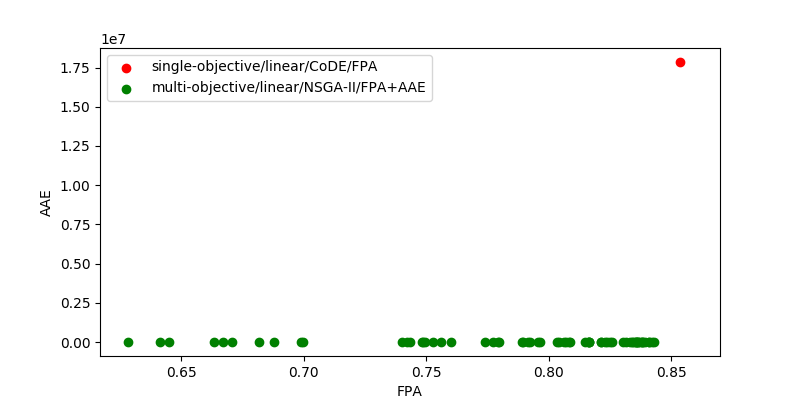 1e7
single-objective/linear/CoDE/FPA
multi-objective/linear/NSGA-II/FPA+AAE
1.75
1.50
1.25
1.00
0.75
0.50
0.25
0.00
AAE
0.65
0.70
0.75
0.80
0.85
FPA